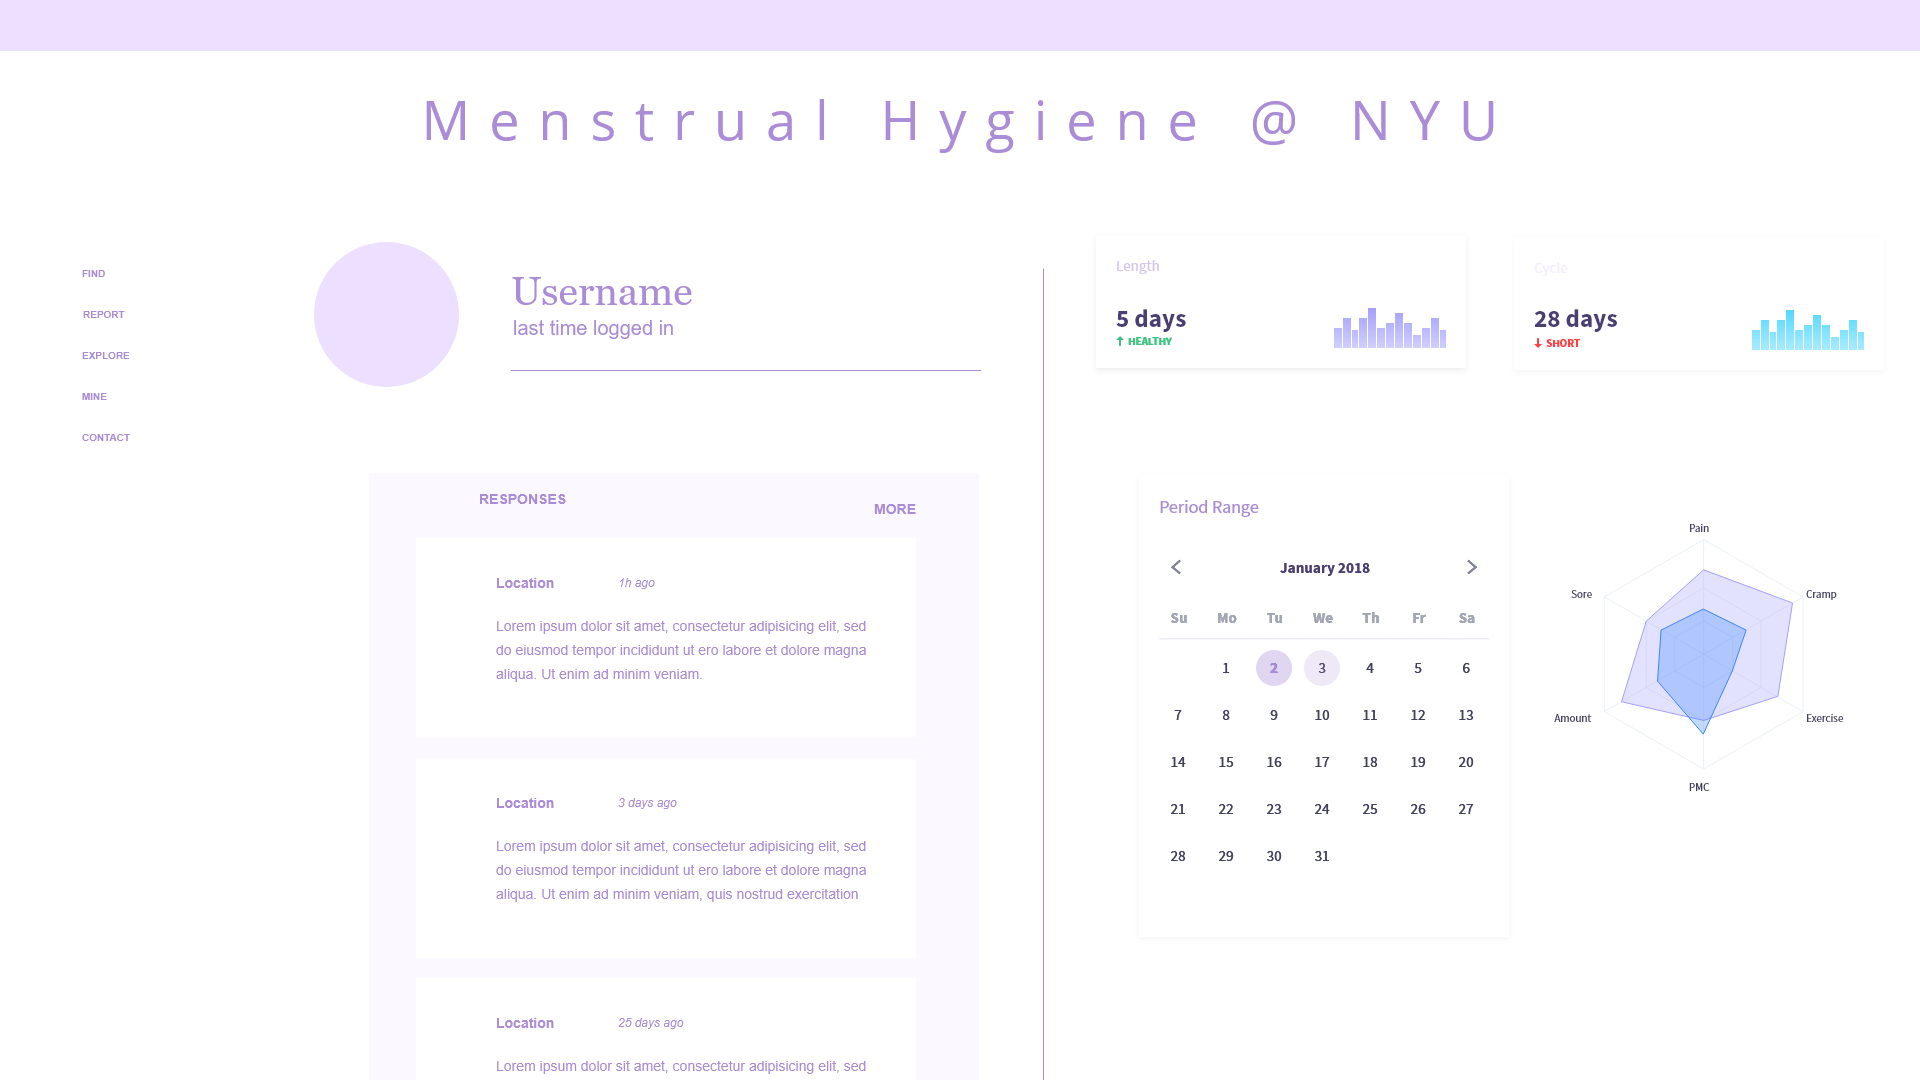 Menstrual Hygiene @ NYU
FIND
REPORT
EXPLORE
MINE
CONTACT
Username
last time logged in
RESPONSES
MORE
Location 1h ago
Lorem ipsum dolor sit amet, consectetur adipisicing elit, sed
do eiusmod tempor incididunt ut ero labore et dolore magna
aliqua. Ut enim ad minim veniam.
Location 3 days ago
Lorem ipsum dolor sit amet, consectetur adipisicing elit, sed
do eiusmod tempor incididunt ut ero labore et dolore magna
aliqua. Ut enim ad minim veniam, quis nostrud exercitation
Location 25 days ago
Lorem ipsum dolor sit amet, consectetur adipisicing elit, sed
Length
5 days
↑ HEALTHY
Cycle
28 days
↓ SHORT
Period Range
< January 2018 >
Su Mo Tu We Th Fr Sa
1 2 3 4 5 6
7 8 9 10 11 12 13
14 15 16 17 18 19 20
21 22 23 24 25 26 27
28 29 30 31
Pain
Sore
Cramp
Amount
Exercise
PMC